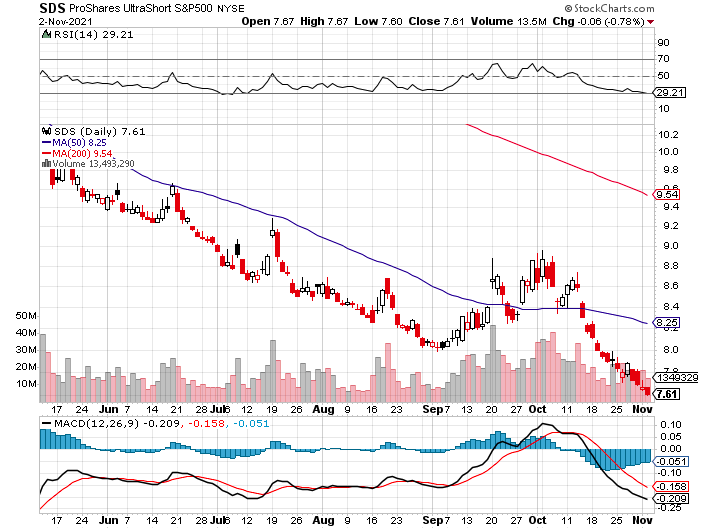 SDS ProShares UltraShort S&P500 NYSE © StockCharts.com
2-Nov-2021 Open 7.67 High 7.67 Low 7.60 Close 7.61 Volume 13.5M Chg -0.06 (-0.78%)
RSI(14) 29.21
90
70
50
29.21
10
SDS (Daily) 7.61
MA(50) 8.25
MA(200) 9.54
Volume 13,493,290
10.2
10.0
9.8
9.6
9.54
9.4
9.2
9.0
8.8
8.6
8.4
8.25
8.0
7.8
13493290
7.61
50M
40M
30M
20M
10M
17 24 Jun 7 14 21 28 Jul 6 12 19 26 Aug 9 16 23 Sep 7 13 20 27 Oct 11 18 25 Nov
MACD(12,26,9) -0.209, -0.158, -0.051
0.10
0.05
0.00
-0.051
-0.158
-0.209
-0.25
17 24 Jun 7 14 21 28 Jul 6 12 19 26 Aug 9 16 23 Sep 7 13 20 27 Oct 11 18 25 Nov